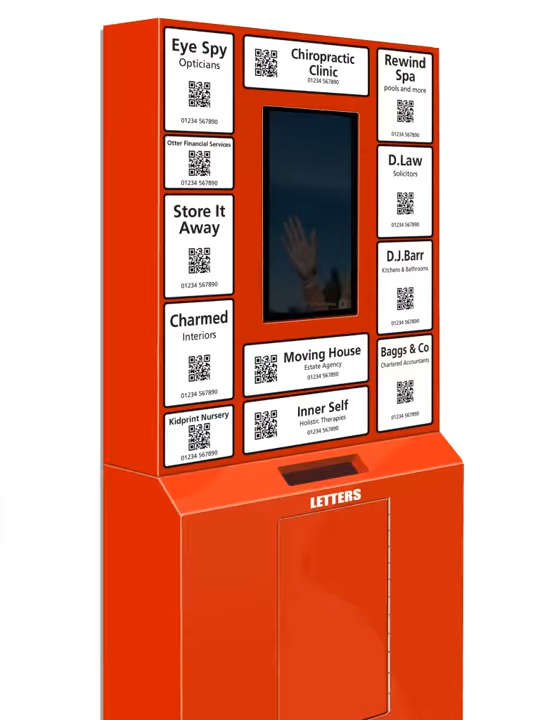 Eye Spy
Opticians
01234 567890
Otter Financial Services
01234 567890
Store It
Away
01234 567890
Charmed
Interiors
01234 567890
Kidprint Nursery
01234 567890
Chiropractic
Clinic
01234 567890
Moving House
Estate Agency
01234 567890
Inner Self
Holistic Therapies
01234 567890
Rewind
Spa
pools and more
01234 567890
D.Law
Solicitors
01234 567890
D.J.Barr
Kitchens & Bathrooms
01234 567890
Baggs & Co
Chartered Accountants
01234 567890
LETTERS